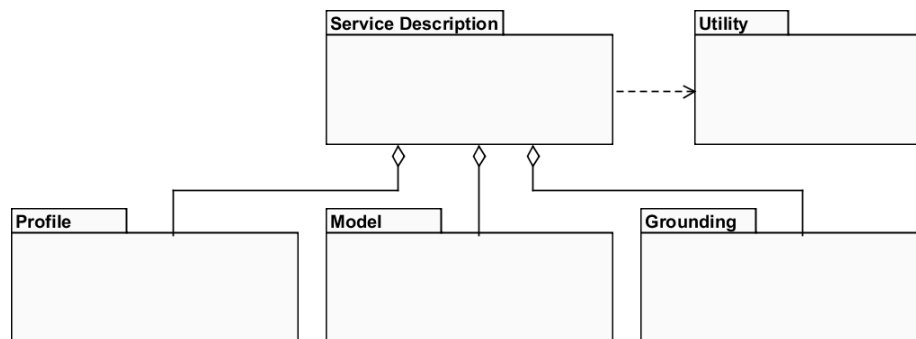 Service Description
Utility
Profile
Model
Grounding